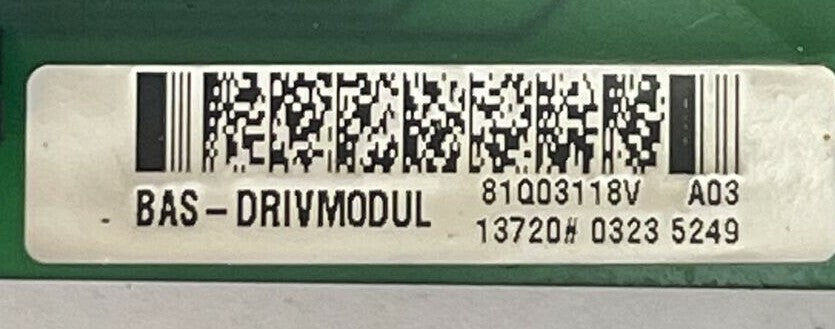 BAS-DRIVMODUL
81Q03118V A03
13720# 0323 5249